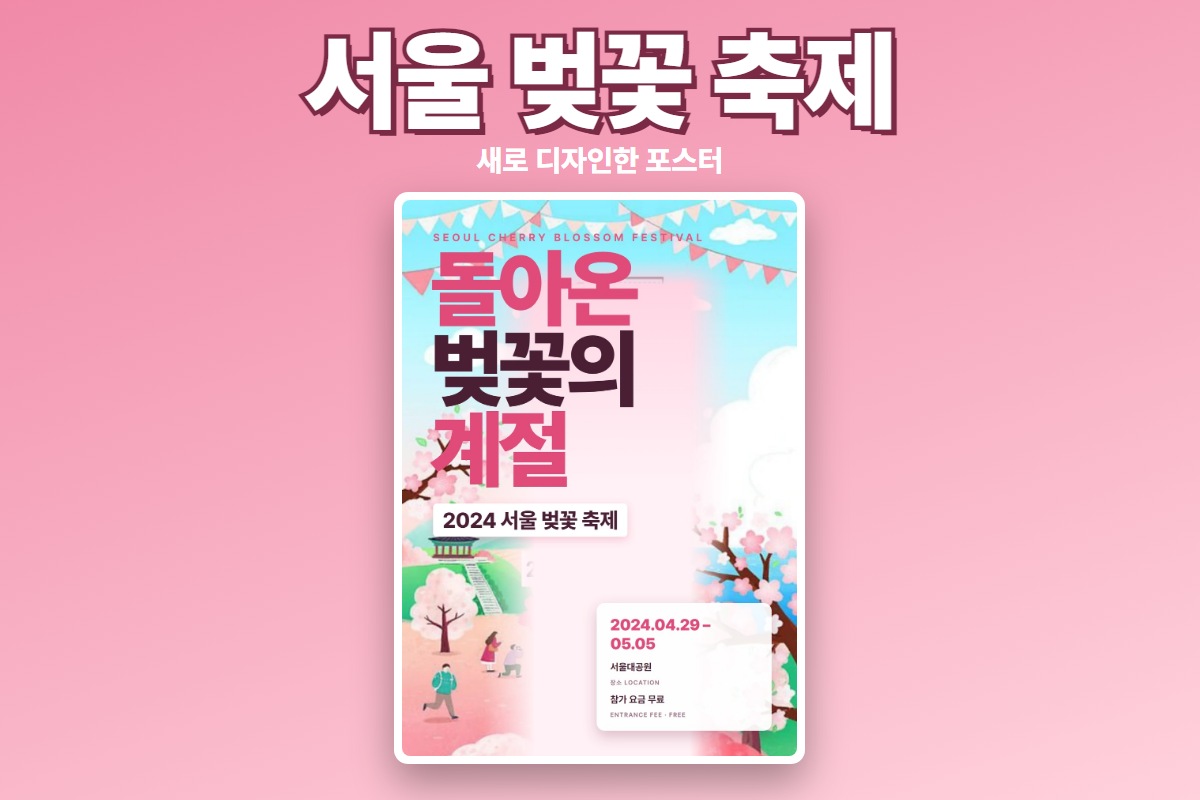 서울 벚꽃 축제
새로 디자인한 포스터
SEOUL CHERRY BLOSSOM FESTIVAL
돌아온
벚꽃의
계절
2024 서울 벚꽃 축제
2024.04.29 –
05.05
서울대공원
장소 LOCATION
참가 요금 무료
ENTRANCE FEE · FREE